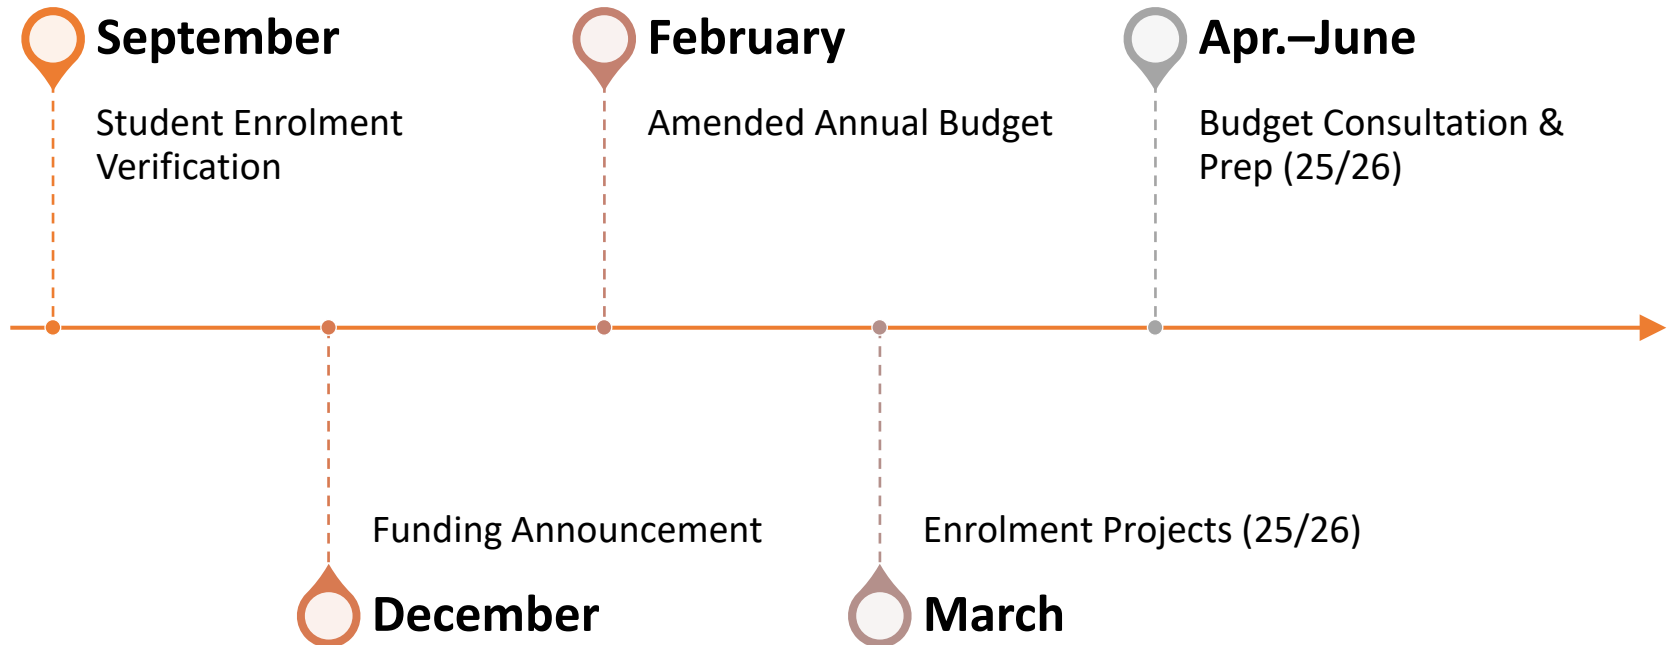 September
Student Enrolment
Verification
February
Amended Annual Budget
Apr.–June
Budget Consultation &
Prep (25/26)
Funding Announcement
December
Enrolment Projects (25/26)
March